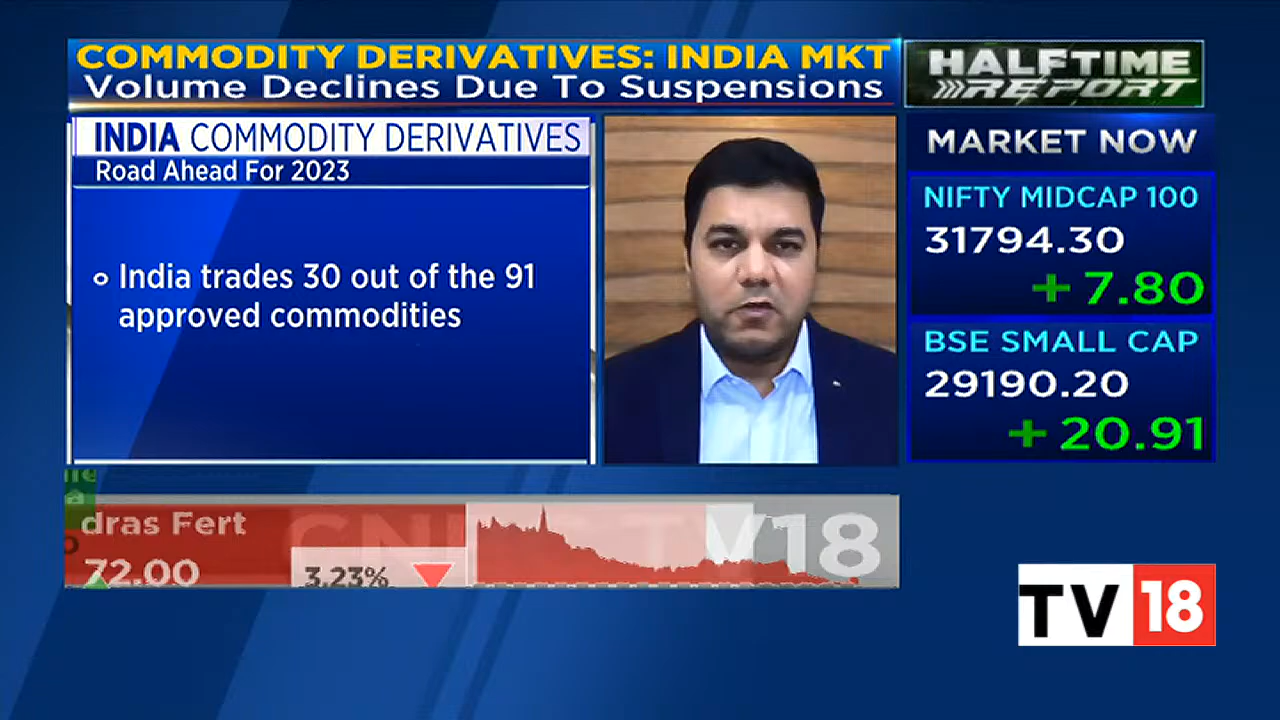 COMMODITY DERIVATIVES: INDIA MKT
Volume Declines Due To Suspensions
HALFTIME
REPORT
INDIA COMMODITY DERIVATIVES
Road Ahead For 2023
India trades 30 out of the 91
approved commodities
MARKET NOW
NIFTY MIDCAP 100
31794.30
+ 7.80
BSE SMALL CAP
29190.20
+ 20.91
dras Fert
72.00
3.23%
TV18
TV18